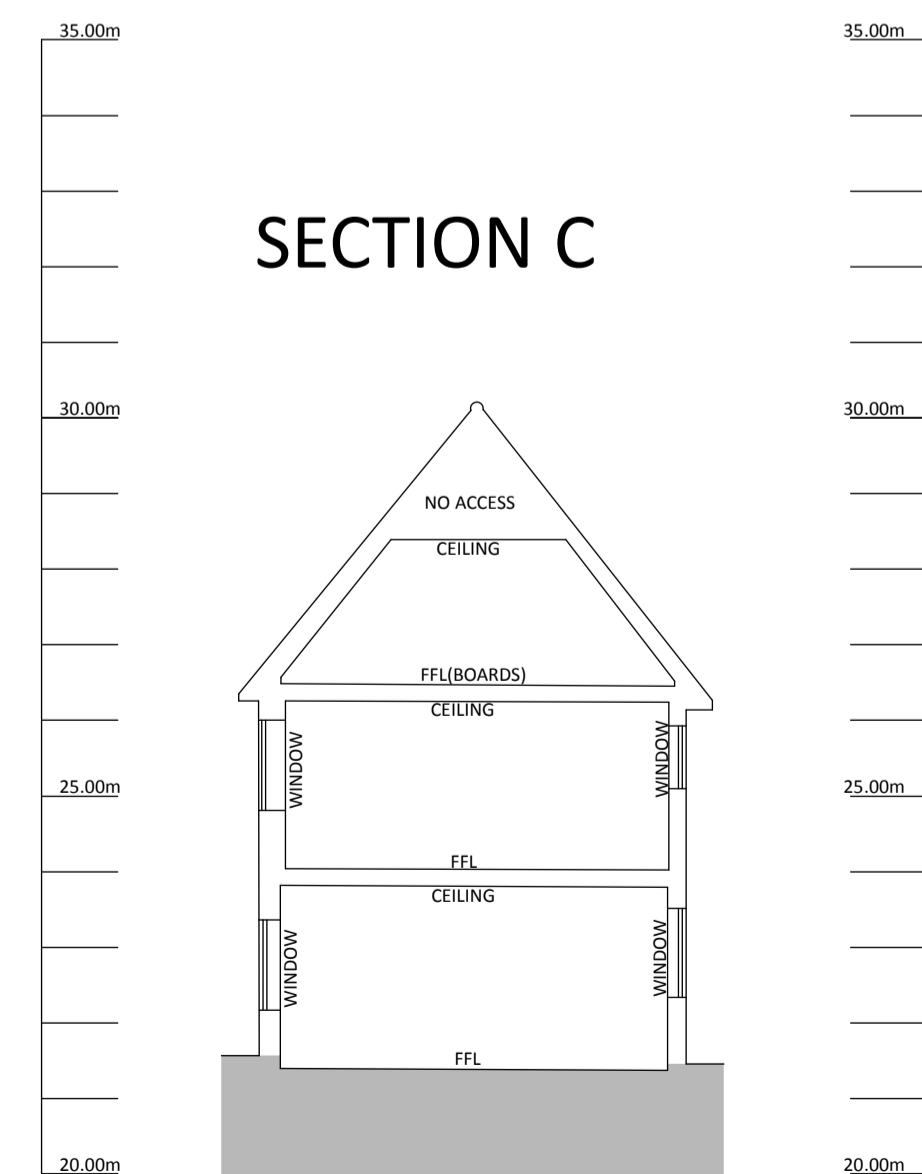 35.00m
35.00m
SECTION C
30.00m
30.00m
NO ACCESS
CEILING
FFL(BOARDS)
CEILING
WINDOW
WINDOW
25.00m
25.00m
FFL
CEILING
WINDOW
WINDOW
FFL
20.00m
20.00m